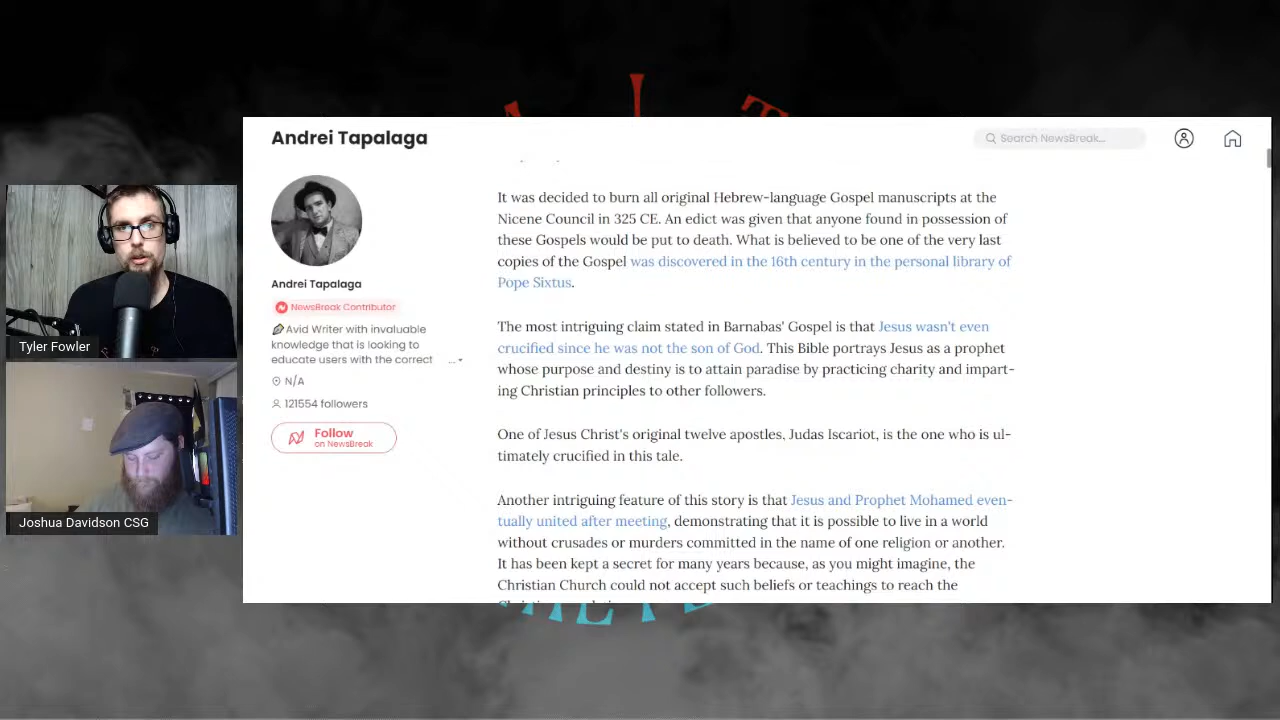 Andrei Tapalaga
Search NewsBreak...
Andrei Tapalaga
NewsBreak Contributor
Avid Writer with invaluable
knowledge that is looking to
educate users with the correct ...
N/A
121554 followers
Follow
on NewsBreak
It was decided to burn all original Hebrew-language Gospel manuscripts at the
Nicene Council in 325 CE. An edict was given that anyone found in possession of
these Gospels would be put to death. What is believed to be one of the very last
copies of the Gospel was discovered in the 16th century in the personal library of
Pope Sixtus.
The most intriguing claim stated in Barnabas' Gospel is that Jesus wasn't even
crucified since he was not the son of God. This Bible portrays Jesus as a prophet
whose purpose and destiny is to attain paradise by practicing charity and impart-
ing Christian principles to other followers.
One of Jesus Christ's original twelve apostles, Judas Iscariot, is the one who is ul-
timately crucified in this tale.
Another intriguing feature of this story is that Jesus and Prophet Mohamed even-
tually united after meeting, demonstrating that it is possible to live in a world
without crusades or murders committed in the name of one religion or another.
It has been kept a secret for many years because, as you might imagine, the
Christian Church could not accept such beliefs or teachings to reach the
Tyler Fowler
Joshua Davidson CSG